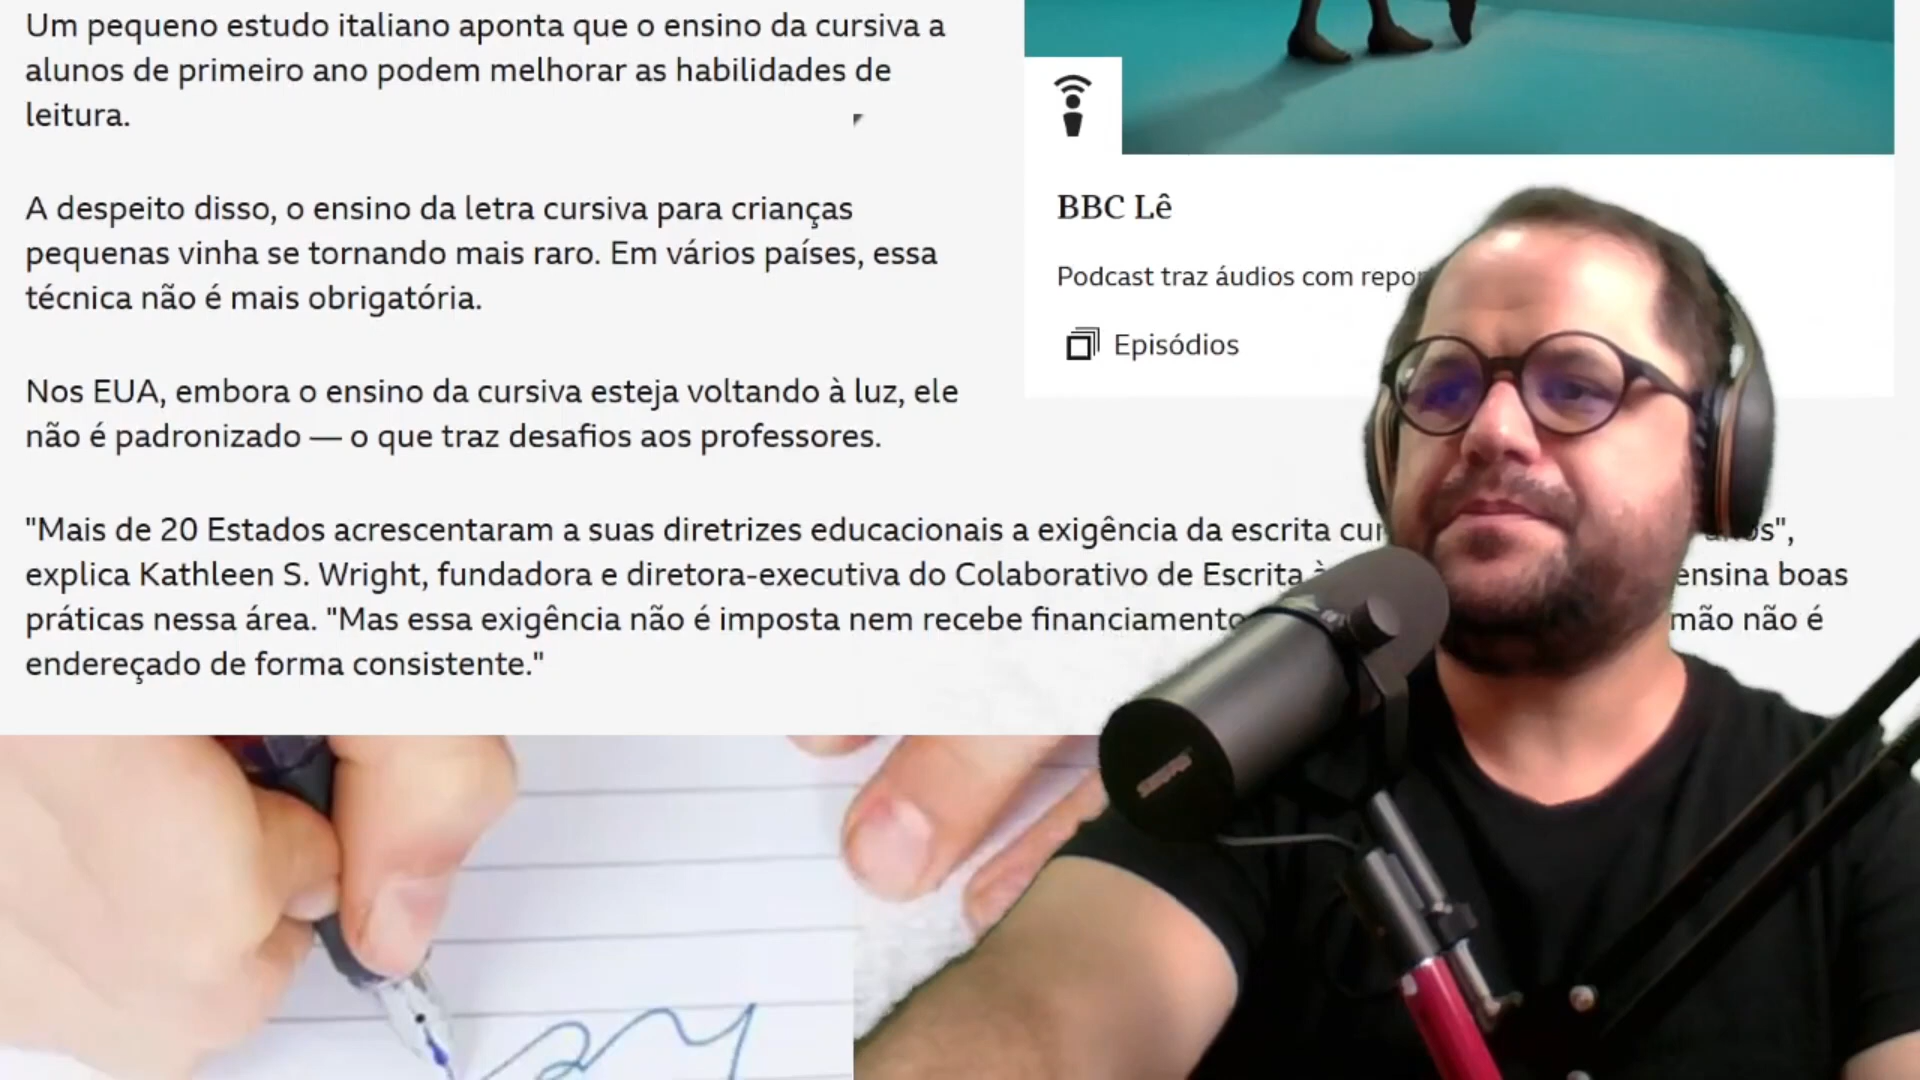 Um pequeno estudo italiano aponta que o ensino da cursiva a
alunos de primeiro ano podem melhorar as habilidades de
leitura.
A despeito disso, o ensino da letra cursiva para crianças
pequenas vinha se tornando mais raro. Em vários países, essa
técnica não é mais obrigatória.
Nos EUA, embora o ensino da cursiva esteja voltando à luz, ele
não é padronizado — o que traz desafios aos professores.
"Mais de 20 Estados acrescentaram a suas diretrizes educacionais a exigência da escrita
explica Kathleen S. Wright, fundadora e diretora-executiva do Colaborativo de Escrita à ensina boas
práticas nessa área. "Mas essa exigência não é imposta nem recebe financiamento mão não é
endereçado de forma consistente."
BBC Lê
Podcast traz áudios com
Episódios